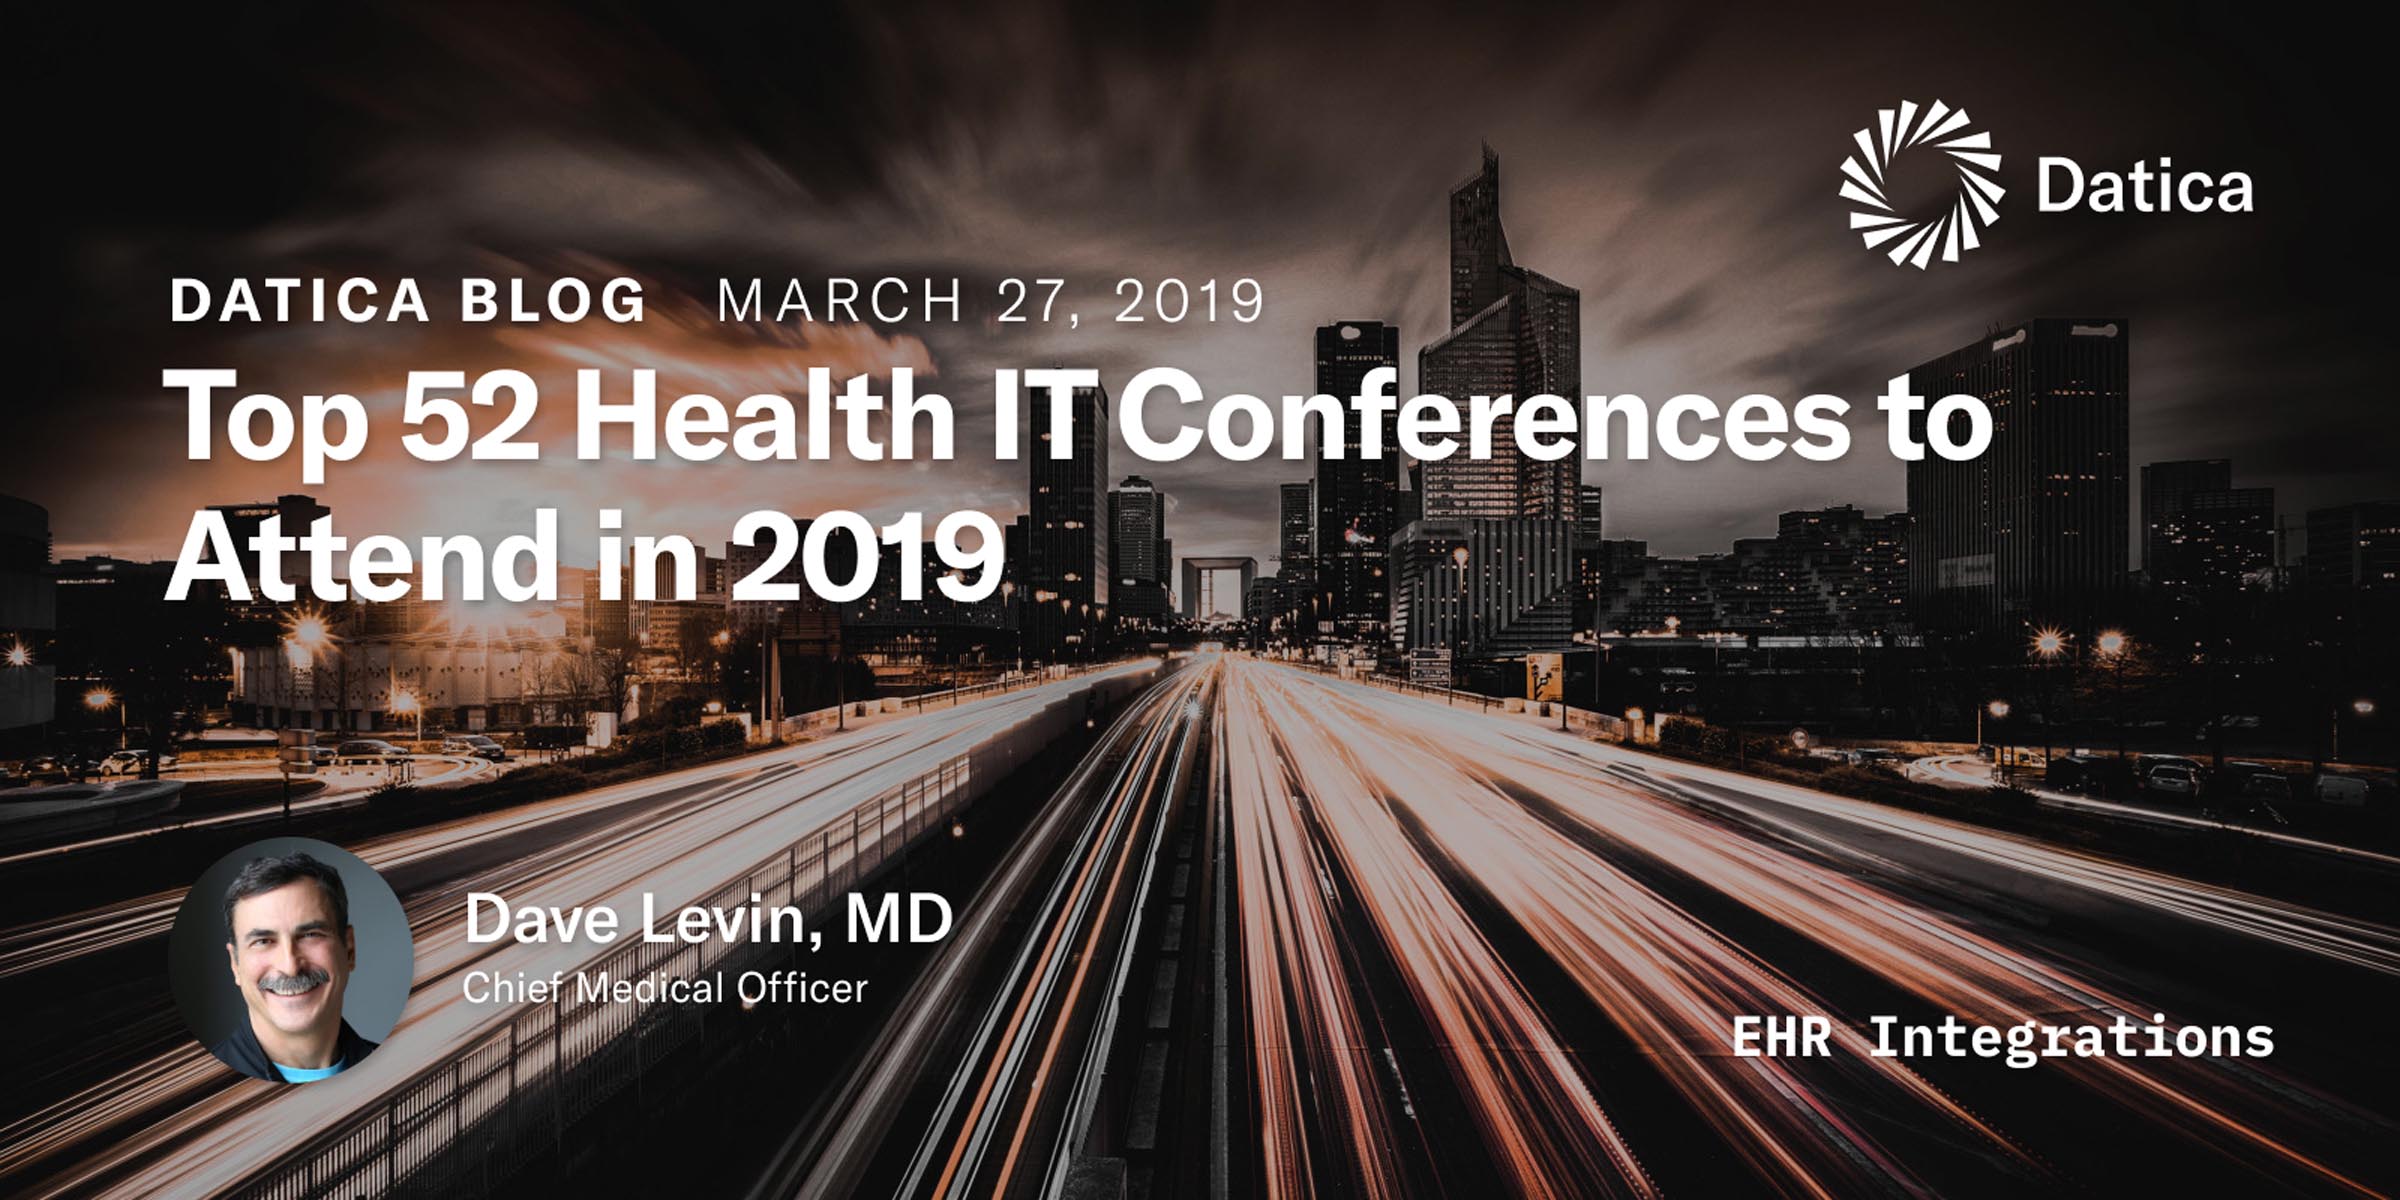 Datica
DATICA BLOG MARCH 27, 2019
Top 52 Health IT Conferences to
Attend in 2019
Dave Levin, MD
Chief Medical Officer
EHR Integrations